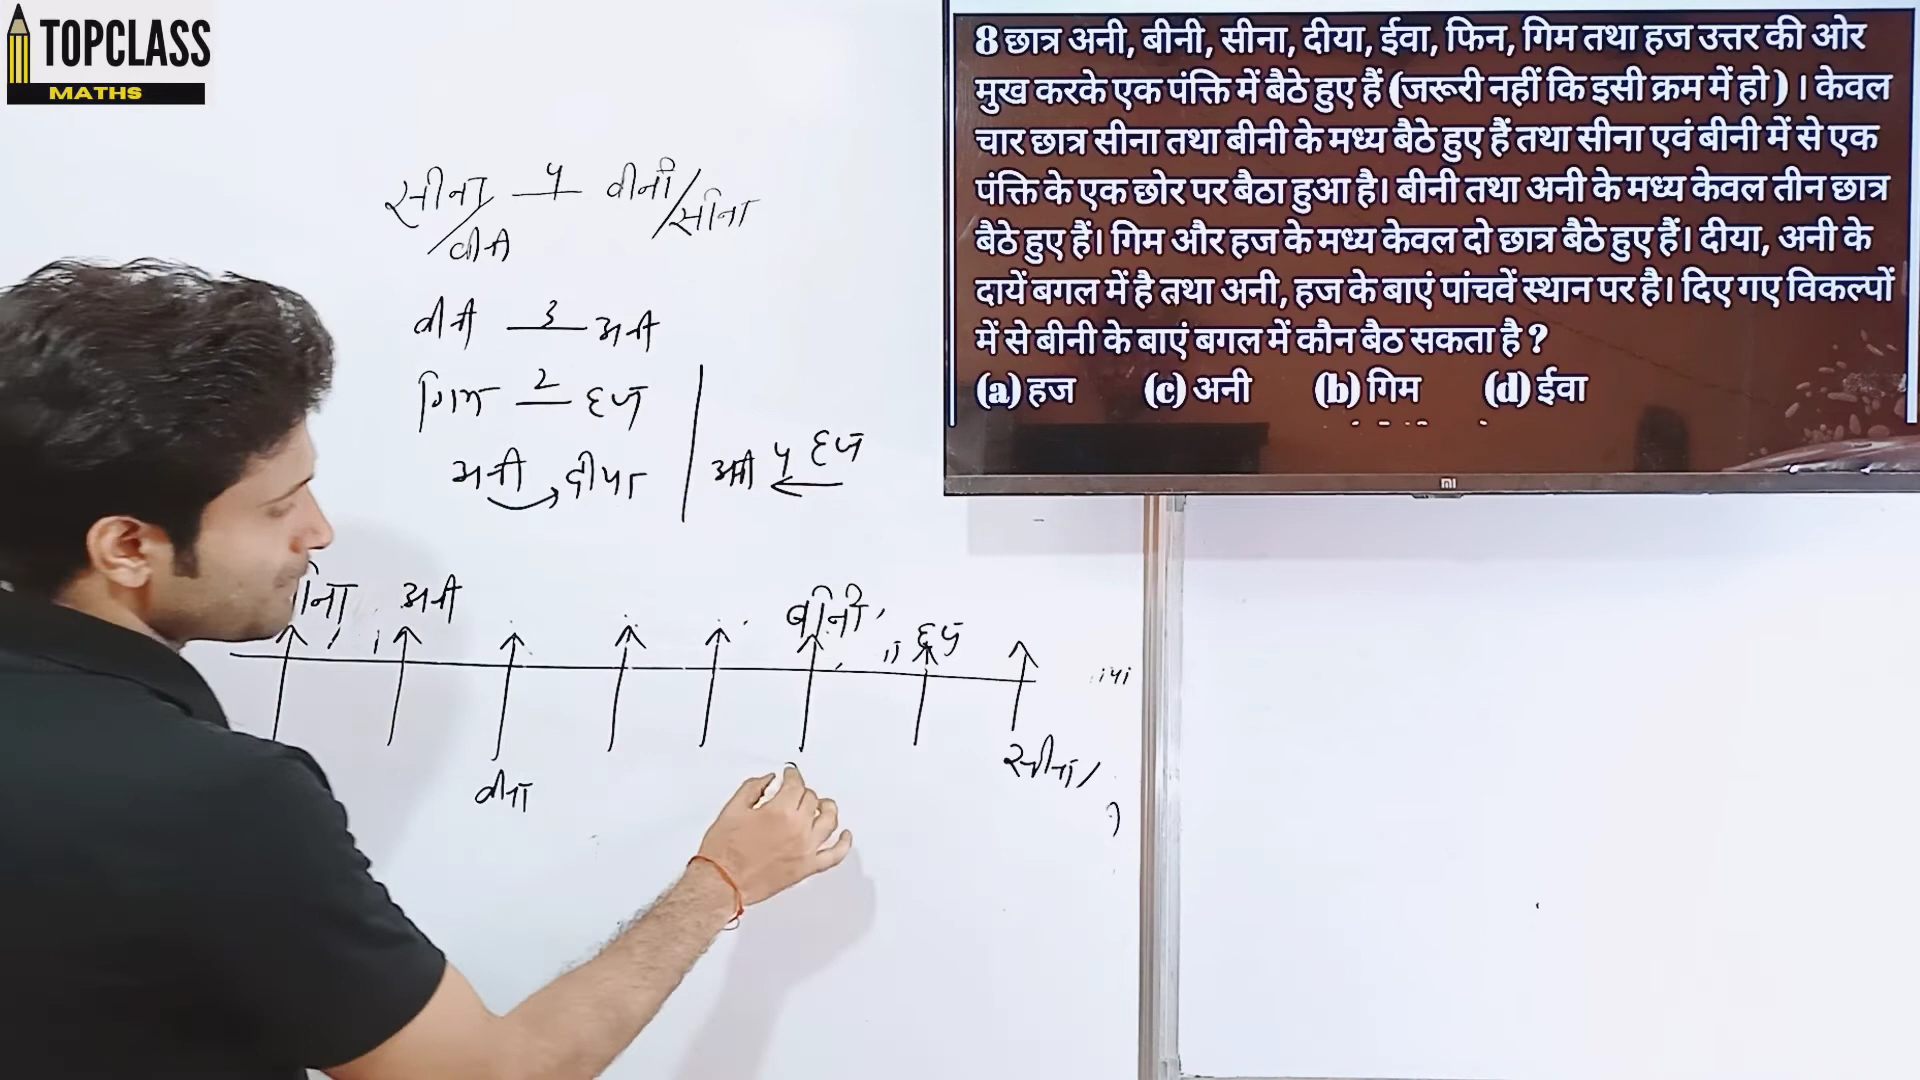 TOPCLASS
MATHS
8 छात्र अनी, बीनी, सीना, दीया, ईवा, फिन, गिम तथा हज उत्तर की ओर
मुख करके एक पंक्ति में बैठे हुए हैं (जरूरी नहीं कि इसी क्रम में हो ) । केवल
चार छात्र सीना तथा बीनी के मध्य बैठे हुए हैं तथा सीना एवं बीनी में से एक
पंक्ति के एक छोर पर बैठा हुआ है। बीनी तथा अनी के मध्य केवल तीन छात्र
बैठे हुए हैं। गिम और हज के मध्य केवल दो छात्र बैठे हुए हैं। दीया, अनी के
दायें बगल में है तथा अनी, हज के बाएं पांचवें स्थान पर है। दिए गए विकल्पों
में से बीनी के बाएं बगल में कौन बैठ सकता है ?
(a) हज (c) अनी (b) गिम (d) ईवा
mi
सीना 4 बीनी/सीना
/बीनी
बीनी 3 अनी
गिम 2 हज
अनी दीया
अनी 5 हज
अनी बीनी हज
सीना/